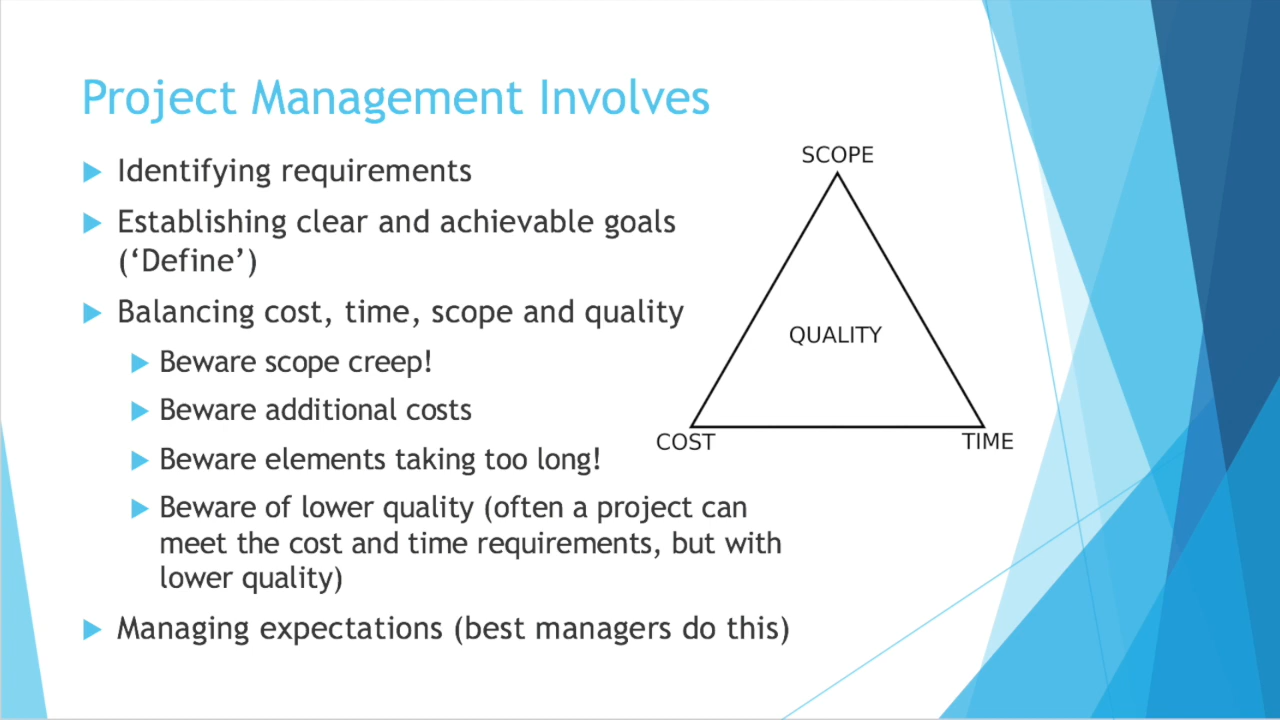 Project Management Involves
Identifying requirements
Establishing clear and achievable goals
(‘Define’)
Balancing cost, time, scope and quality
Beware scope creep!
Beware additional costs
Beware elements taking too long!
Beware of lower quality (often a project can
meet the cost and time requirements, but with
lower quality)
Managing expectations (best managers do this)
SCOPE
QUALITY
COST
TIME